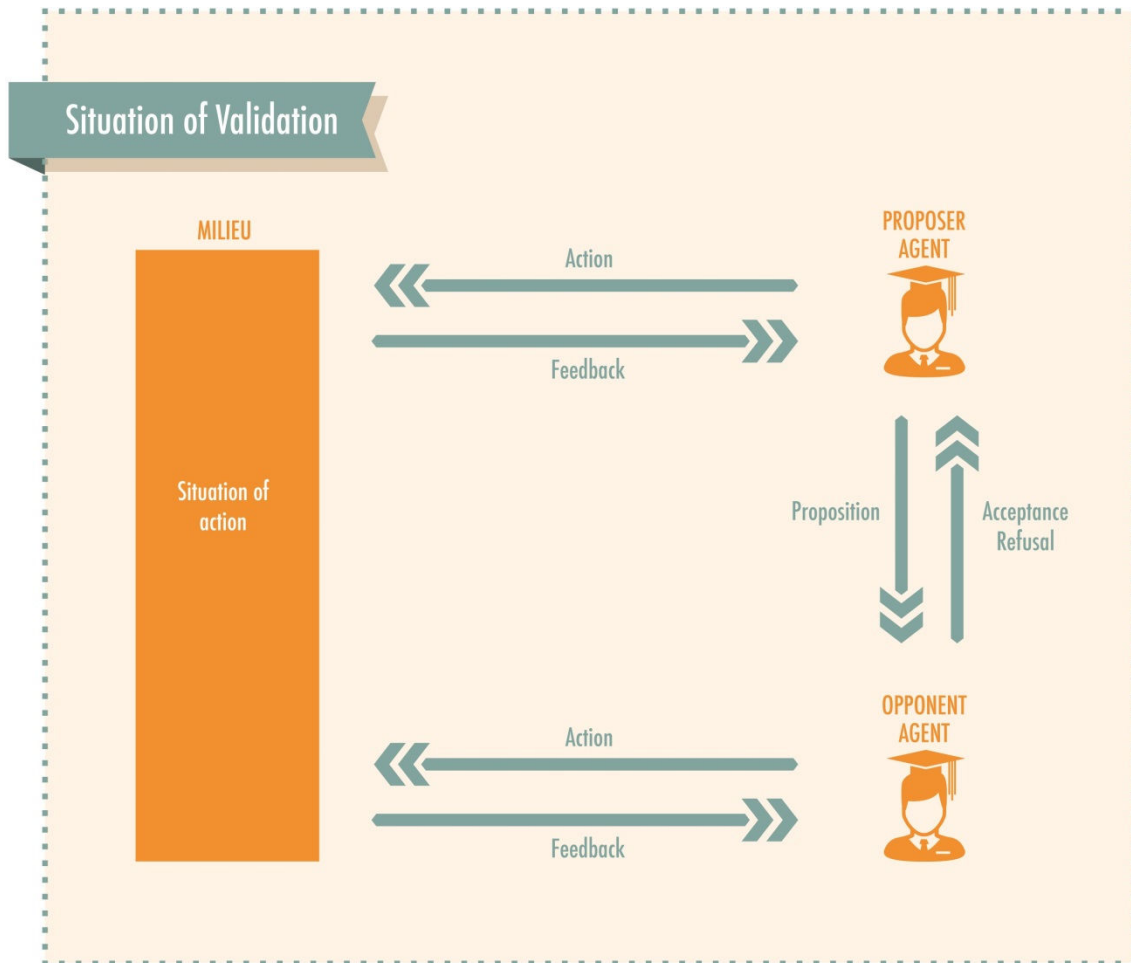 Situation of Validation
MILIEU
PROPOSER
AGENT
Action
Feedback
Situation of
action
Proposition
Acceptance
Refusal
OPPONENT
AGENT
Action
Feedback